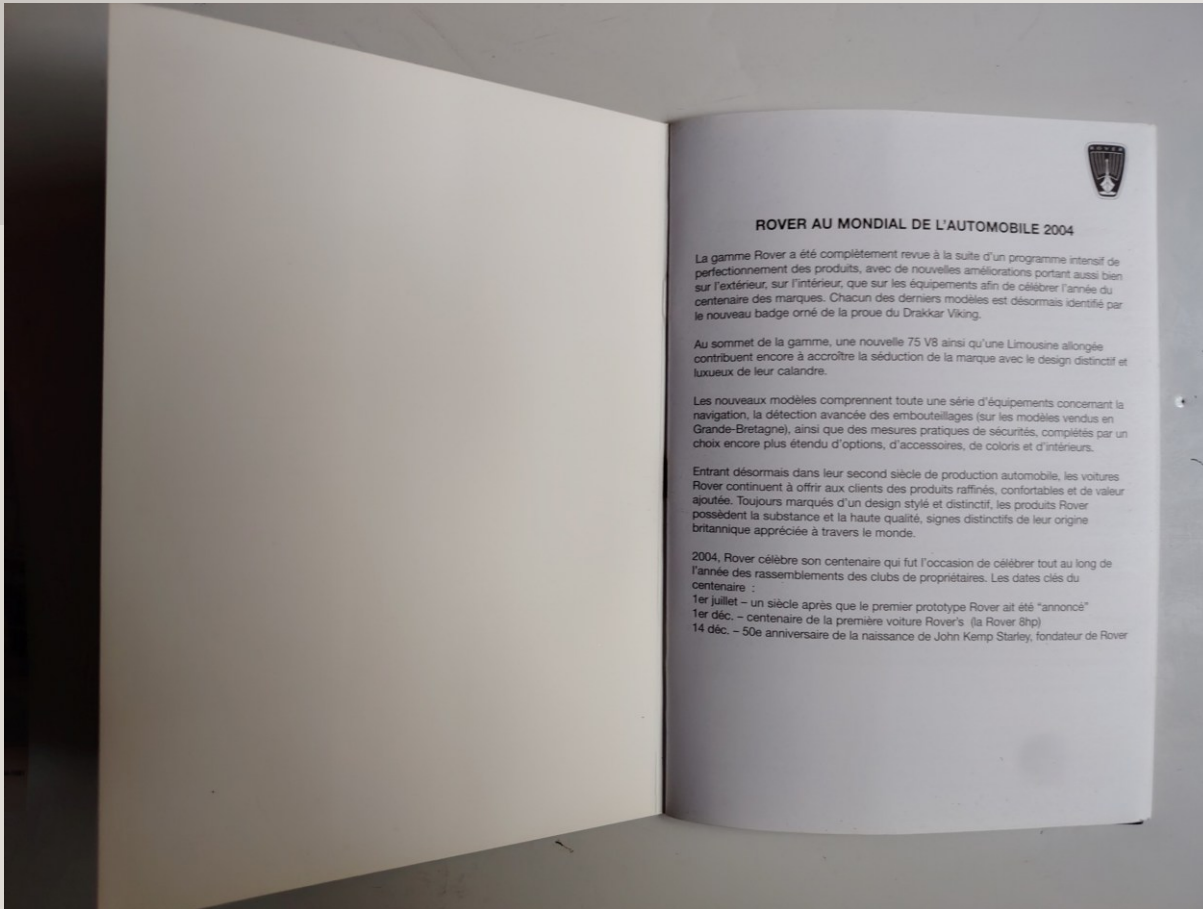 ROVER
ROVER AU MONDIAL DE L'AUTOMOBILE 2004
La gamme Rover a été complètement revue à la suite d'un programme intensif de
perfectionnement des produits, avec de nouvelles améliorations portant aussi bien
sur l'extérieur, sur l'intérieur, que sur les équipements afin de célébrer l'année du
centenaire des marques. Chacun des derniers modèles est désormais identifié par
le nouveau badge orné de la proue du Drakkar Viking.
Au sommet de la gamme, une nouvelle 75 V8 ainsi qu'une Limousine allongée
contribuent encore à accroître la séduction de la marque avec le design distinctif et
luxueux de leur calandre.
Les nouveaux modèles comprennent toute une série d'équipements concernant la
navigation, la détection avancée des embouteillages (sur les modèles vendus en
Grande-Bretagne), ainsi que des mesures pratiques de sécurités, complétés par un
choix encore plus étendu d'options, d'accessoires, de coloris et d'intérieurs.
Entrant désormais dans leur second siècle de production automobile, les voitures
Rover continuent à offrir aux clients des produits raffinés, confortables et de valeur
ajoutée. Toujours marqués d'un design stylé et distinctif, les produits Rover
possèdent la substance et la haute qualité, signes distinctifs de leur origine
britannique appréciée à travers le monde.
2004, Rover célèbre son centenaire qui fut l'occasion de célébrer tout au long de
l'année des rassemblements des clubs de propriétaires. Les dates clés du
centenaire :
1er juillet – un siècle après que le premier prototype Rover ait été "annoncé"
1er déc. – centenaire de la première voiture Rover's (la Rover 8hp)
14 déc. – 50e anniversaire de la naissance de John Kemp Starley, fondateur de Rover